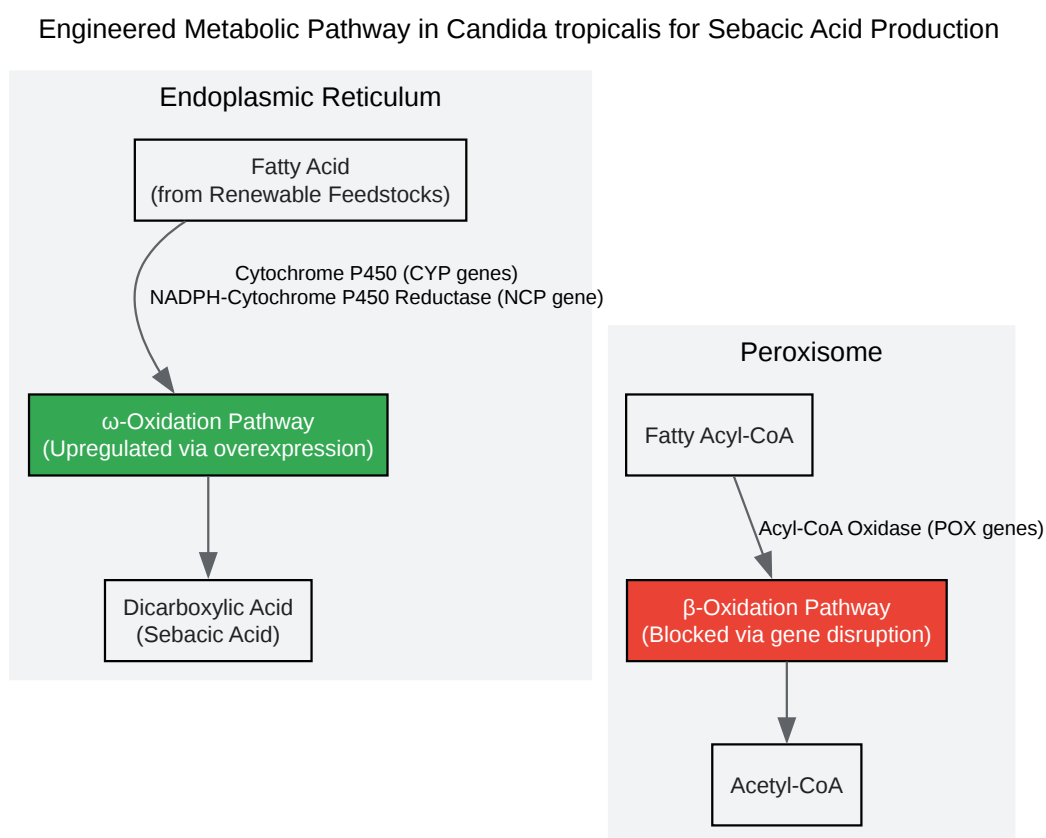 Engineered Metabolic Pathway in Candida tropicalis for Sebacic Acid Production
Endoplasmic Reticulum
Fatty Acid
(from Renewable Feedstocks)
Cytochrome P450 (CYP genes)
NADPH-Cytochrome P450 Reductase (NCP gene)
ω-Oxidation Pathway
(Upregulated via overexpression)
Dicarboxylic Acid
(Sebacic Acid)
Peroxisome
Fatty Acyl-CoA
Acyl-CoA Oxidase (POX genes)
β-Oxidation Pathway
(Blocked via gene disruption)
Acetyl-CoA